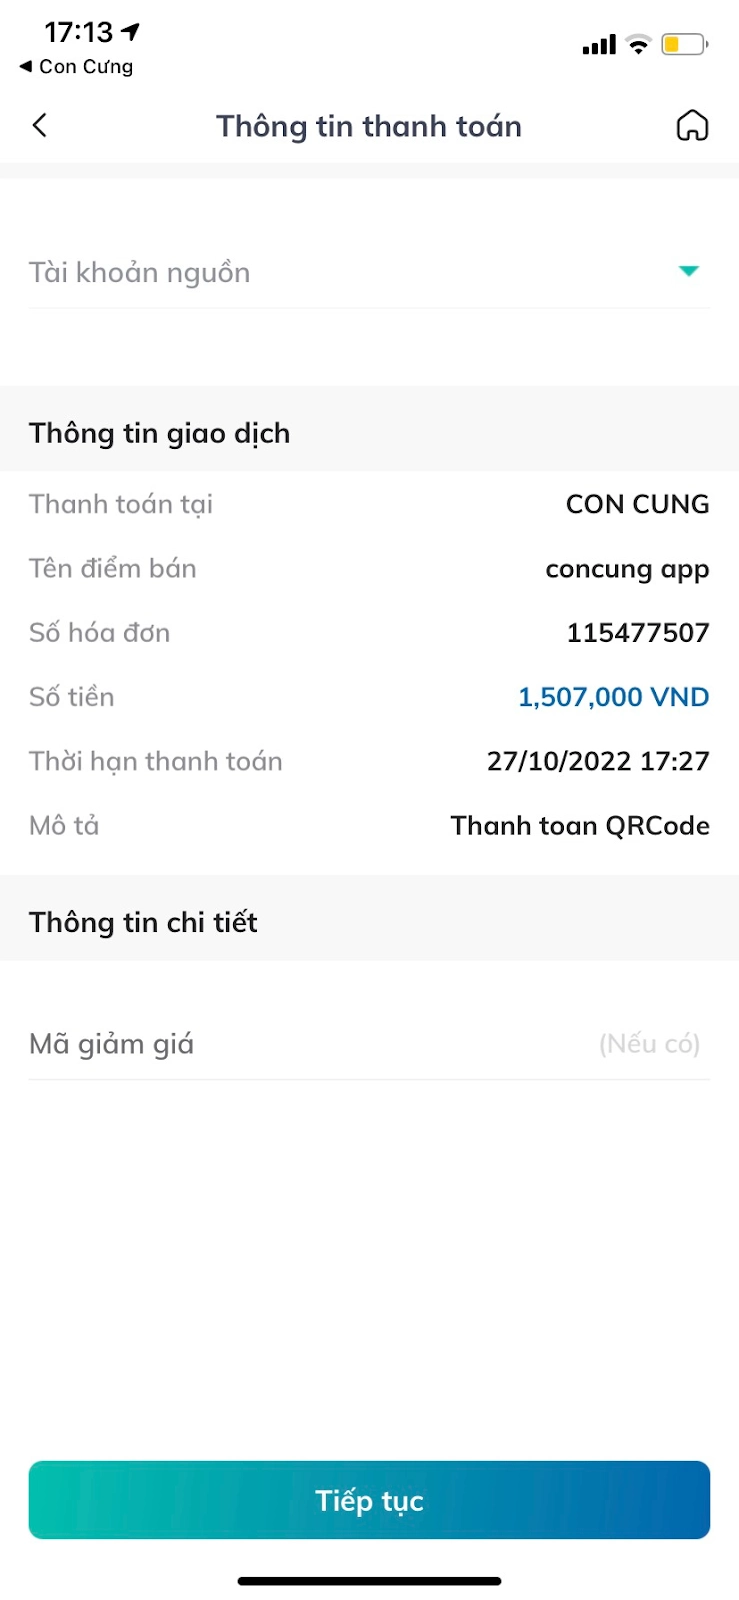 17:13
Con Cưng
Thông tin thanh toán
Tài khoản nguồn
Thông tin giao dịch
Thanh toán tại CON CUNG
Tên điểm bán concung app
Số hóa đơn 115477507
Số tiền 1,507,000 VND
Thời hạn thanh toán 27/10/2022 17:27
Mô tả Thanh toan QRCode
Thông tin chi tiết
Mã giảm giá (Nếu có)
Tiếp tục